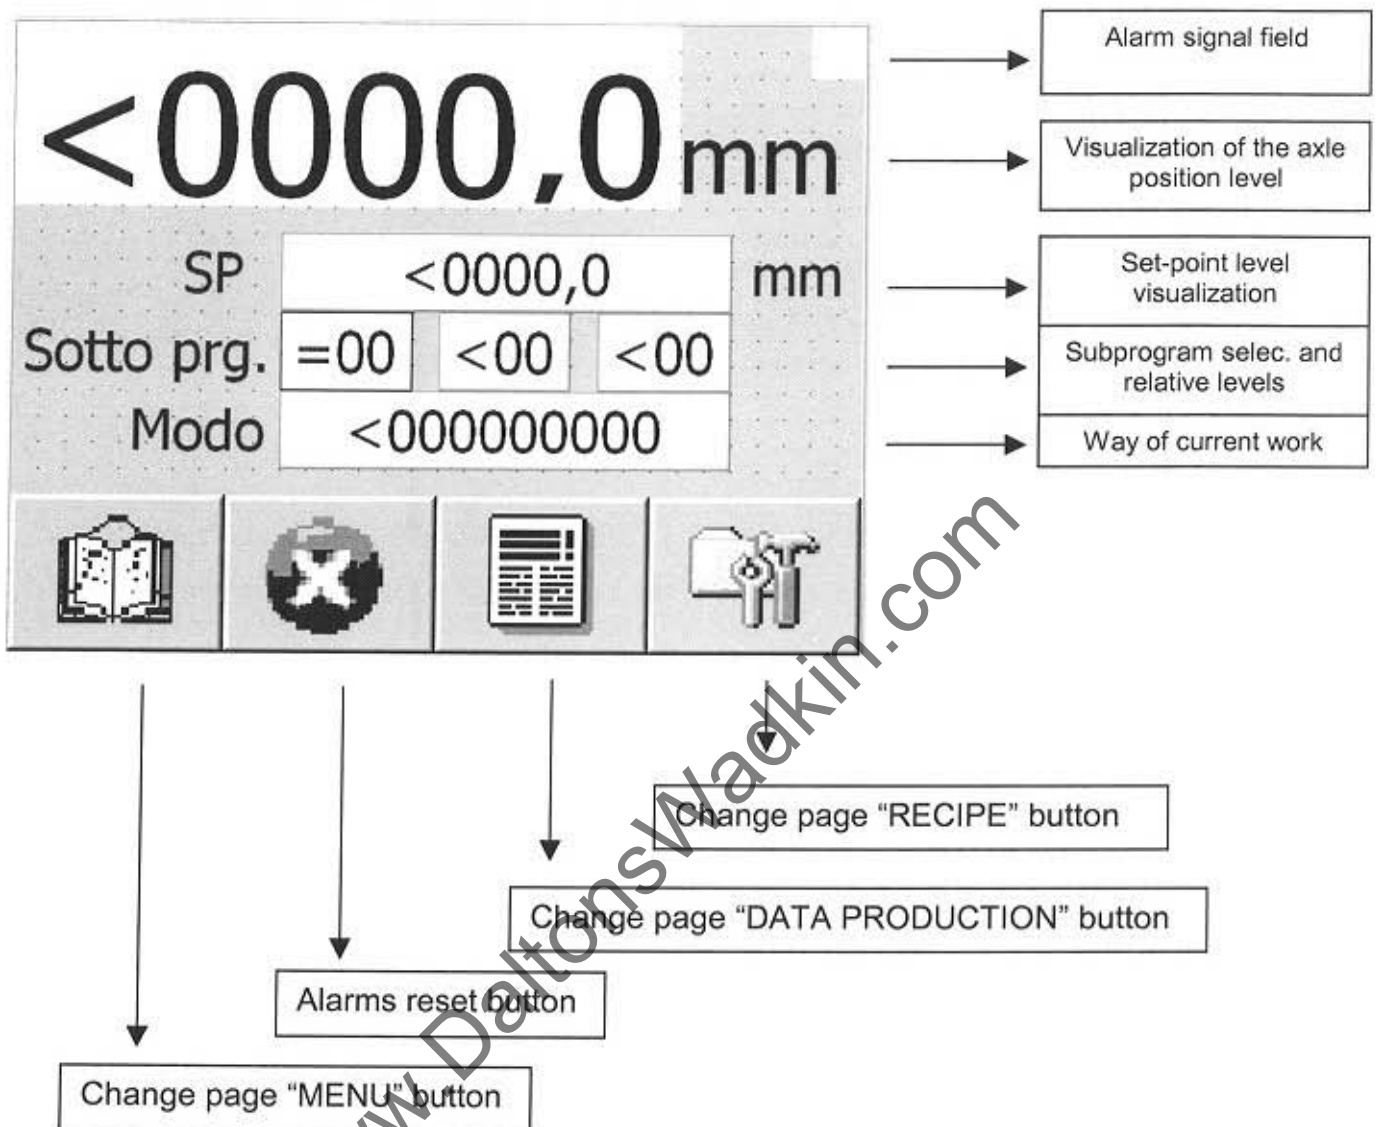 Alarm signal field
<0000,0 mm
Visualization of the axle
position level
SP <0000,0 mm
Set-point level
visualization
Sotto prg. =00 <00 <00
Subprogram selec. and
relative levels
Modo <000000000
Way of current work
Change page “RECIPE” button
Change page “DATA PRODUCTION” button
Alarms reset button
Change page “MENU” button
www.DaltonsWadkin.com